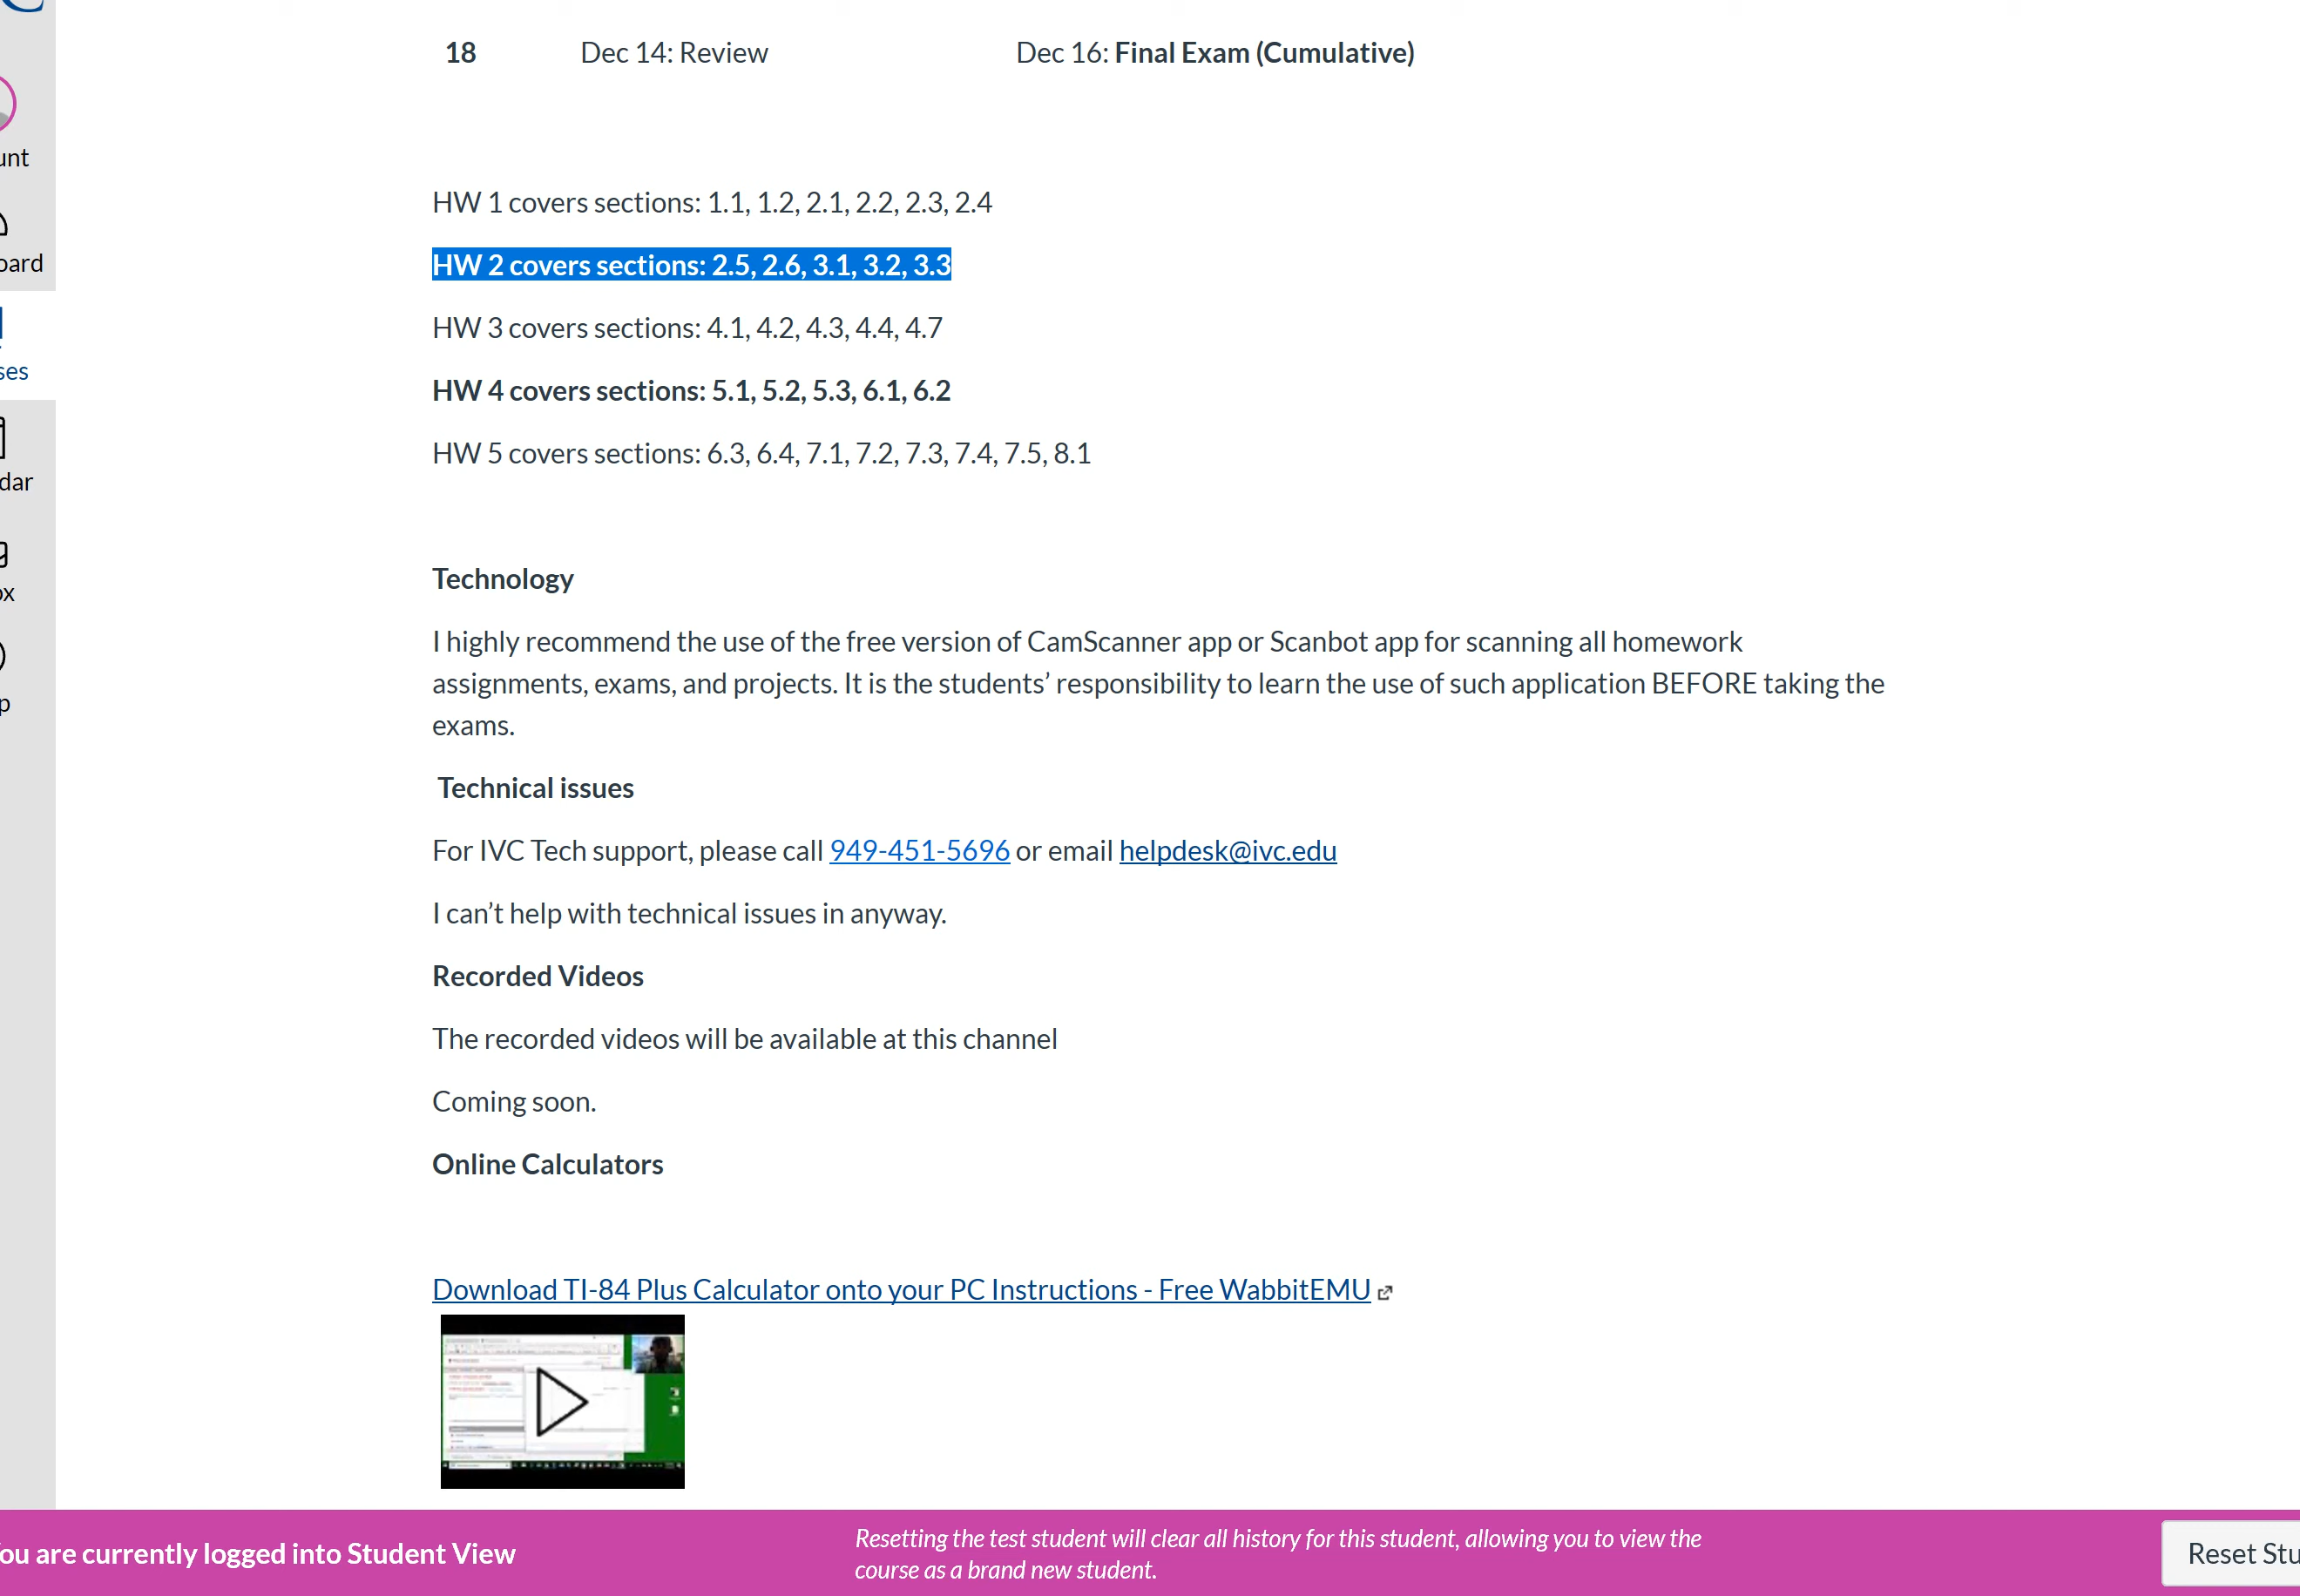 18 Dec 14: Review Dec 16: Final Exam (Cumulative)
unt
oard
HW 1 covers sections: 1.1, 1.2, 2.1, 2.2, 2.3, 2.4
HW 2 covers sections: 2.5, 2.6, 3.1, 3.2, 3.3
HW 3 covers sections: 4.1, 4.2, 4.3, 4.4, 4.7
ses
HW 4 covers sections: 5.1, 5.2, 5.3, 6.1, 6.2
HW 5 covers sections: 6.3, 6.4, 7.1, 7.2, 7.3, 7.4, 7.5, 8.1
dar
ox
p
Technology
I highly recommend the use of the free version of CamScanner app or Scanbot app for scanning all homework
assignments, exams, and projects. It is the students’ responsibility to learn the use of such application BEFORE taking the
exams.
Technical issues
For IVC Tech support, please call 949-451-5696 or email helpdesk@ivc.edu
I can’t help with technical issues in anyway.
Recorded Videos
The recorded videos will be available at this channel
Coming soon.
Online Calculators
Download TI-84 Plus Calculator onto your PC Instructions - Free WabbitEMU
ou are currently logged into Student View
Resetting the test student will clear all history for this student, allowing you to view the
course as a brand new student.
Reset Stu